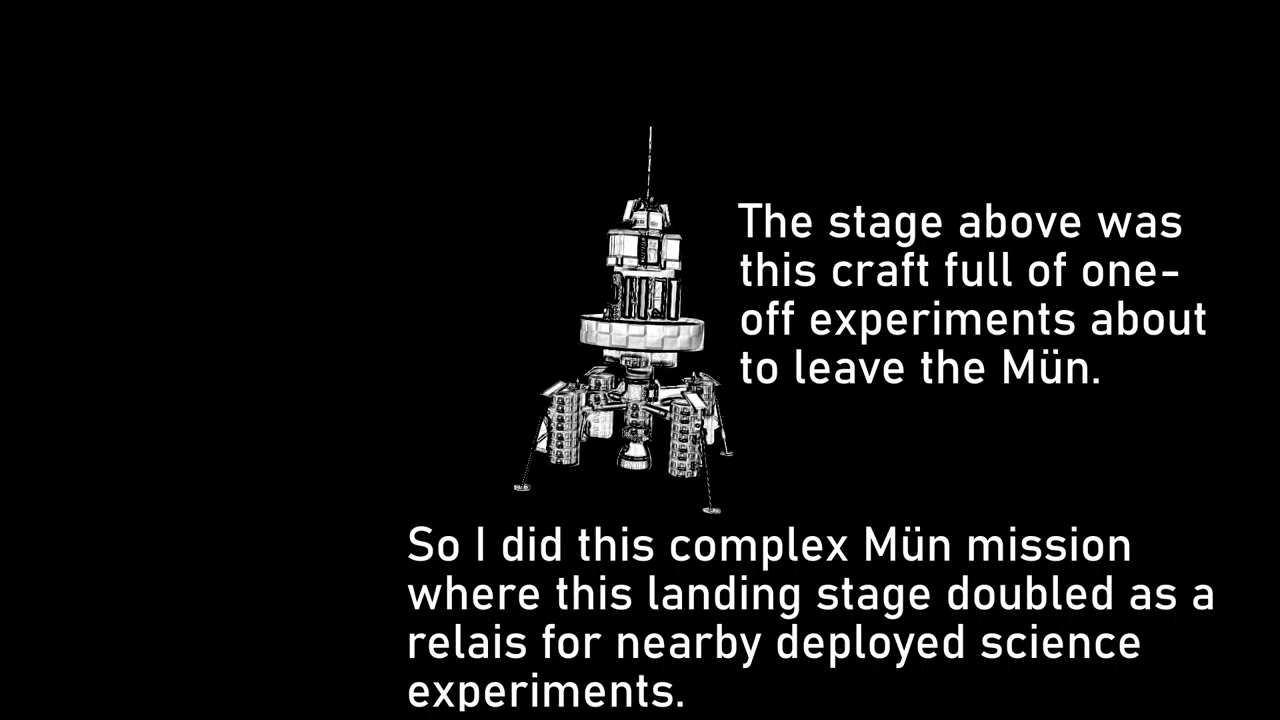 The stage above was
this craft full of one-
off experiments about
to leave the Mün.
So I did this complex Mün mission
where this landing stage doubled as a
relais for nearby deployed science
experiments.